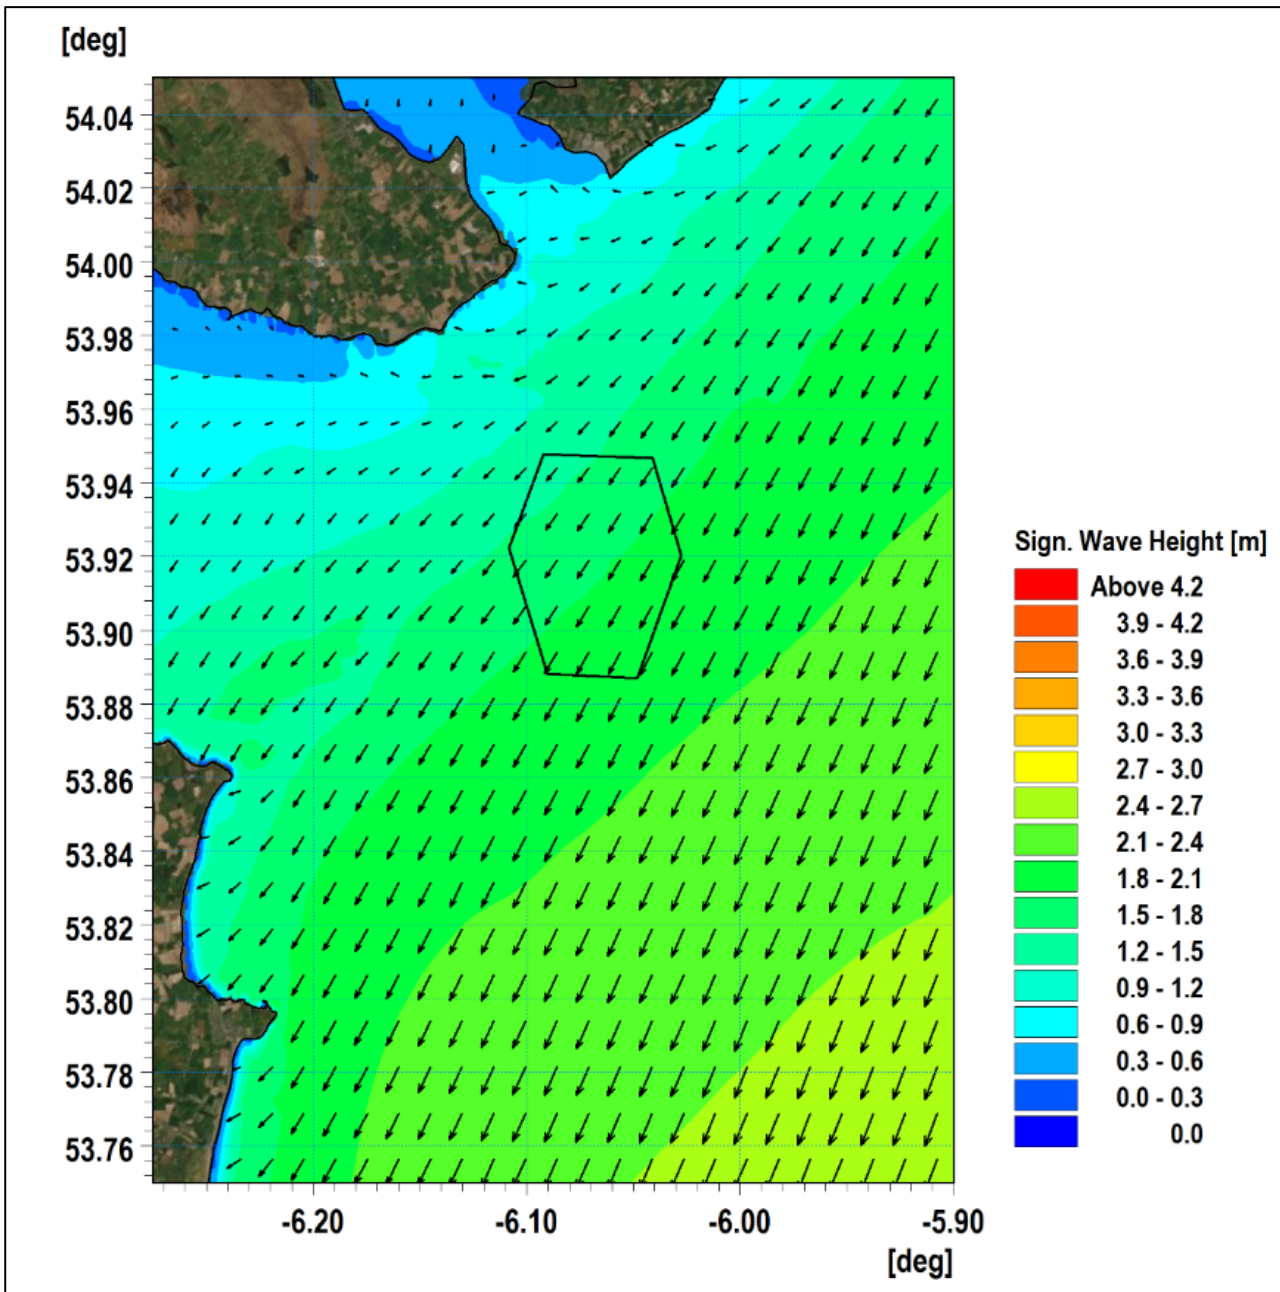 [deg]
54.04
54.02
54.00
53.98
53.96
53.94
53.92
53.90
53.88
53.86
53.84
53.82
53.80
53.78
53.76
-6.20 -6.10 -6.00 -5.90
[deg]
Sign. Wave Height [m]
Above 4.2
3.9 - 4.2
3.6 - 3.9
3.3 - 3.6
3.0 - 3.3
2.7 - 3.0
2.4 - 2.7
2.1 - 2.4
1.8 - 2.1
1.5 - 1.8
1.2 - 1.5
0.9 - 1.2
0.6 - 0.9
0.3 - 0.6
0.0 - 0.3
0.0